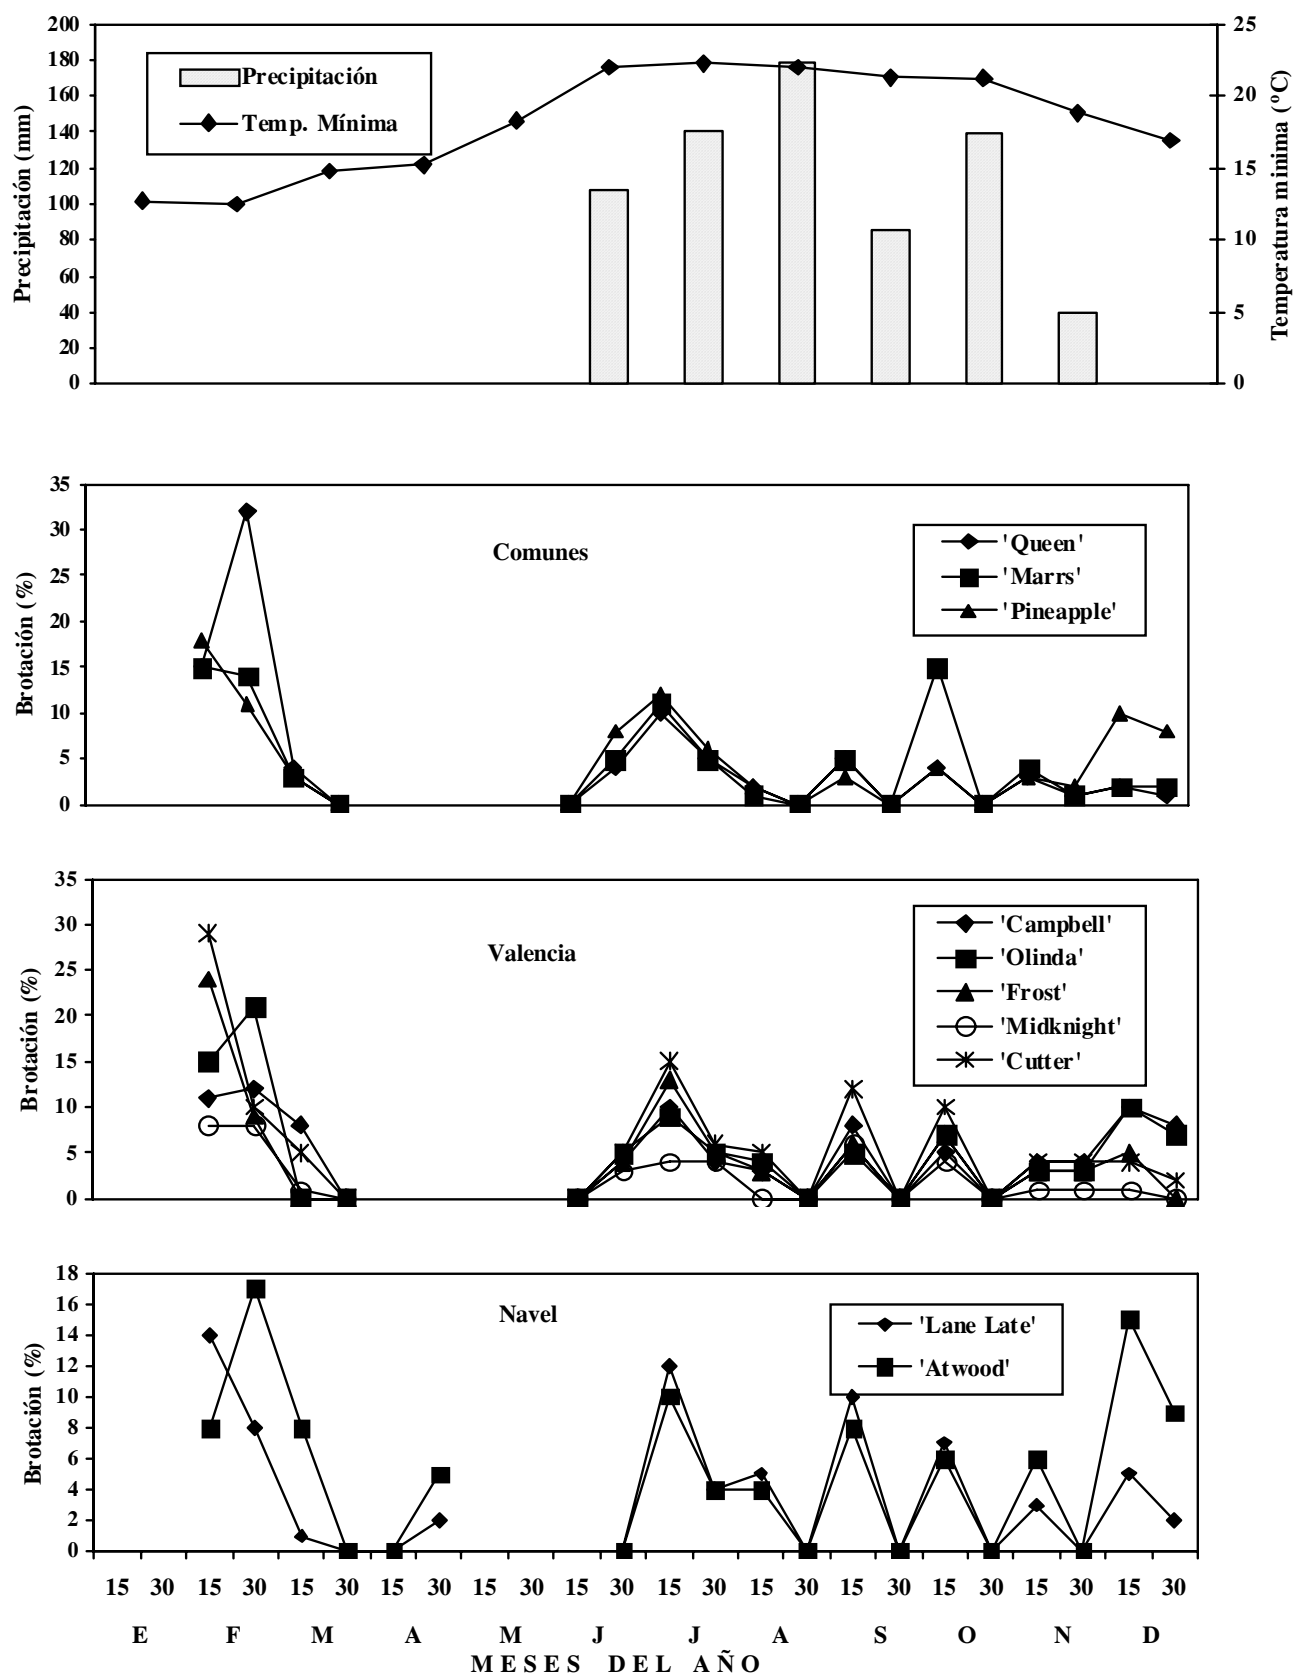 200
180
160
140
120
100
80
60
40
20
0
Precipitación (mm)
Precipitación
Temp. Mínima
25
20
15
10
5
0
Temperatura mìnima (ºC)
35
30
25
20
15
10
5
0
Brotación (%)
Comunes
'Queen'
'Marrs'
'Pineapple'
35
30
25
20
15
10
5
0
Brotación (%)
Valencia
'Campbell'
'Olinda'
'Frost'
'Midknight'
'Cutter'
18
16
14
12
10
8
6
4
2
0
Brotación (%)
Navel
'Lane Late'
'Atwood'
15 30 15 30 15 30 15 30 15 30 15 30 15 30 15 30 15 30 15 30 15 30 15 30
E F M A M J J A S O N D
MESES DEL AÑO